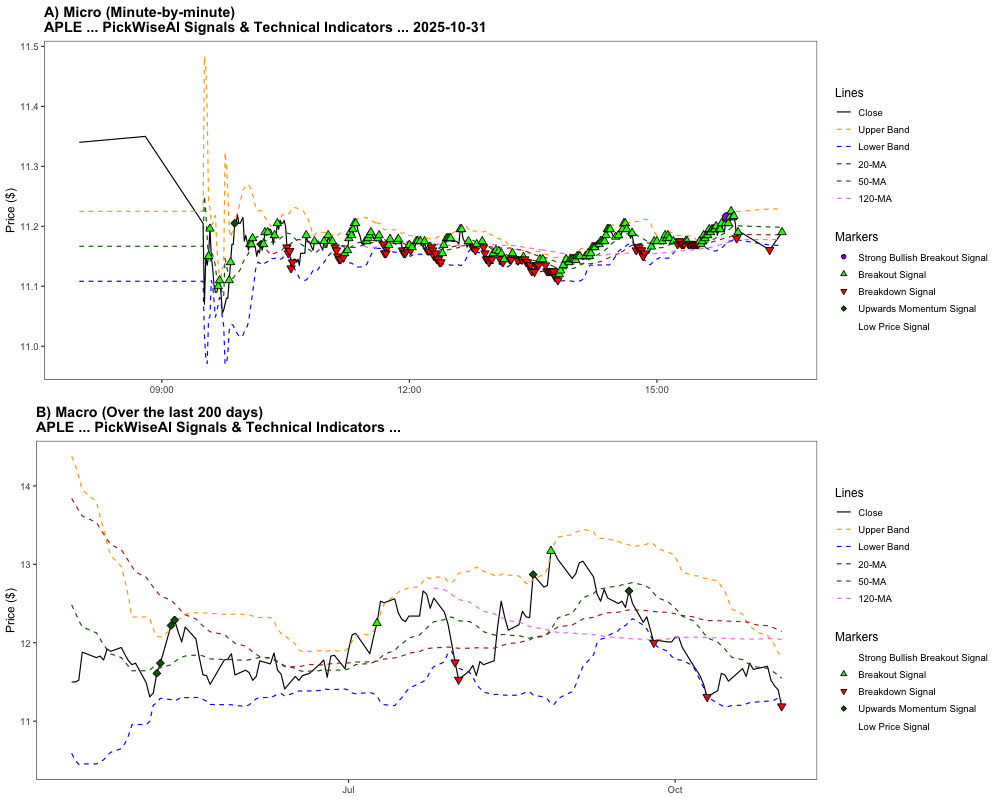 A) Micro (Minute-by-minute)
APLE ... PickWiseAI Signals & Technical Indicators ... 2025-10-31
Price ($)
11.5
11.4
11.3
11.2
11.1
11.0
09:00
12:00
15:00
Lines
Close
Upper Band
Lower Band
20-MA
50-MA
120-MA
Markers
Strong Bullish Breakout Signal
Breakout Signal
Breakdown Signal
Upwards Momentum Signal
Low Price Signal
B) Macro (Over the last 200 days)
APLE ... PickWiseAI Signals & Technical Indicators ...
Price ($)
14
13
12
11
Jul
Oct
Lines
Close
Upper Band
Lower Band
20-MA
50-MA
120-MA
Markers
Strong Bullish Breakout Signal
Breakout Signal
Breakdown Signal
Upwards Momentum Signal
Low Price Signal